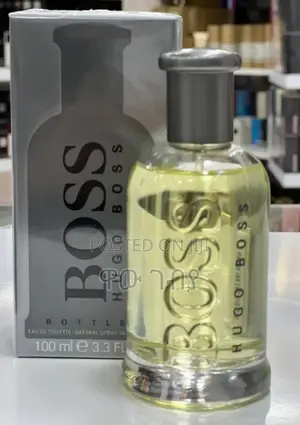 BOSS
HUGO BOSS
BOTTLE
EAU DE TOILETTE · NATURAL SPRAY
100 ml e 3.3 FL
BOSS
HUGO BOSS
POSTED ON JIJI